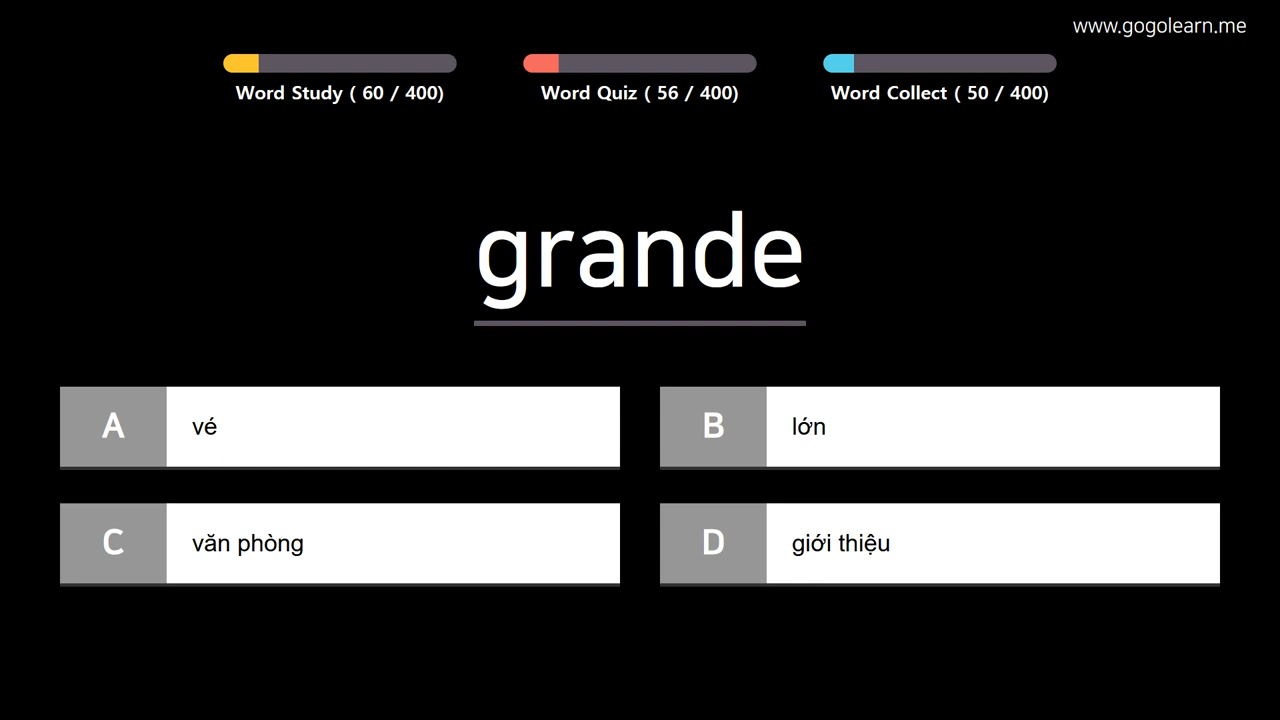 www.gogolearn.me
Word Study ( 60 / 400)
Word Quiz ( 56 / 400)
Word Collect ( 50 / 400)
grande
A vé
B lớn
C văn phòng
D giới thiệu